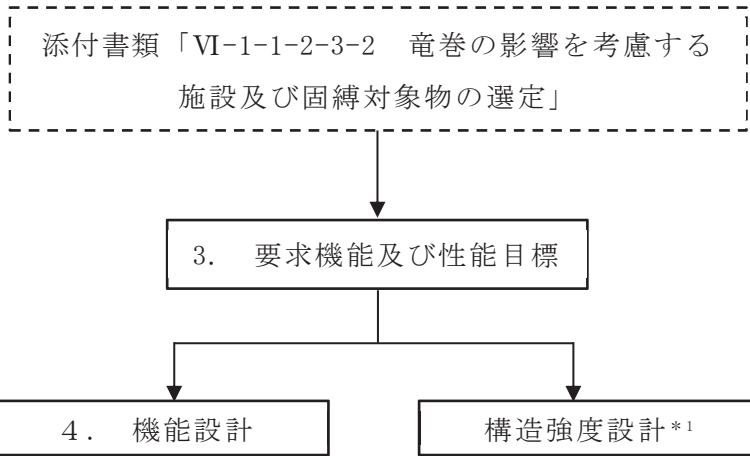 添付書類「Ⅵ-1-1-2-3-2　竜巻の影響を考慮する
施設及び固縛対象物の選定」
3.　要求機能及び性能目標
４.　機能設計
構造強度設計*1